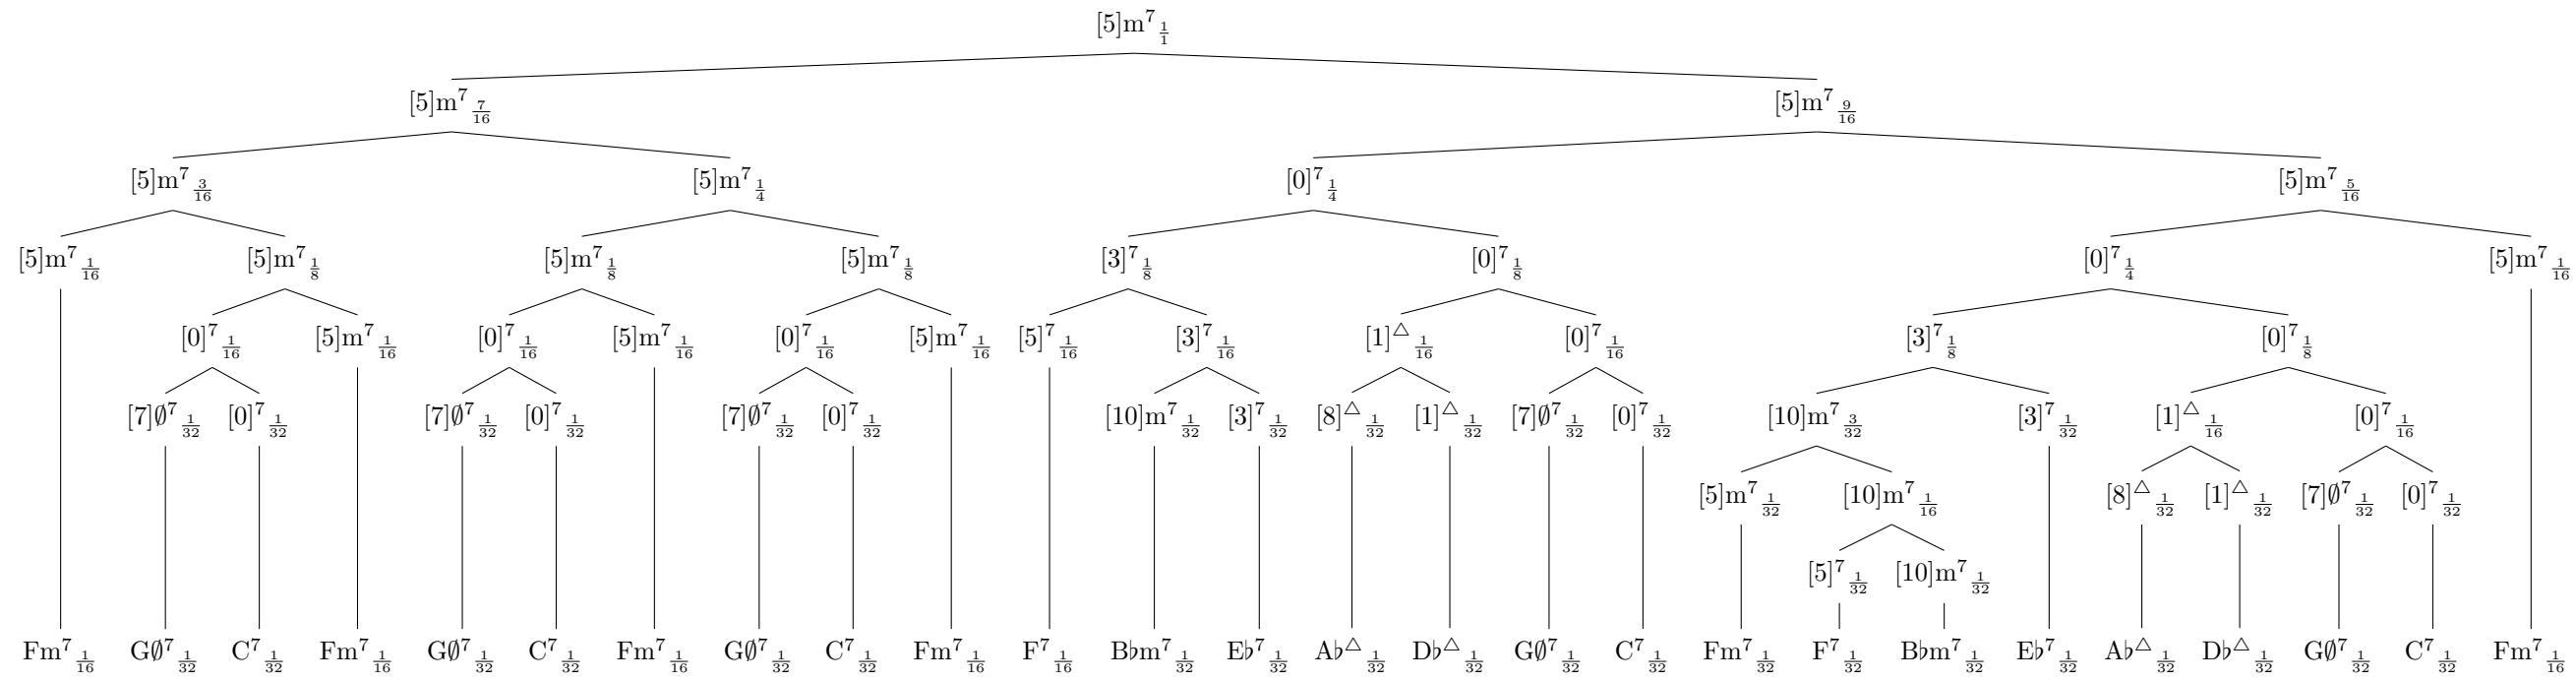 [5]m⁷ 1/1
[5]m⁷ 7/16 [5]m⁷ 9/16
[5]m⁷ 3/16 [5]m⁷ 1/4 [0]⁷ 1/4 [5]m⁷ 5/16
[5]m⁷ 1/16 [5]m⁷ 1/8 [5]m⁷ 1/8 [5]m⁷ 1/8 [3]⁷ 1/8 [0]⁷ 1/8 [0]⁷ 1/4 [5]m⁷ 1/16
[0]⁷ 1/16 [5]m⁷ 1/16 [0]⁷ 1/16 [5]m⁷ 1/16 [0]⁷ 1/16 [5]m⁷ 1/16 [5]⁷ 1/16 [3]⁷ 1/16 [1]△ 1/16 [0]⁷ 1/16 [3]⁷ 1/8 [0]⁷ 1/8
[7]∅⁷ 1/32 [0]⁷ 1/32 [7]∅⁷ 1/32 [0]⁷ 1/32 [7]∅⁷ 1/32 [0]⁷ 1/32 [10]m⁷ 1/32 [3]⁷ 1/32 [8]△ 1/32 [1]△ 1/32 [7]∅⁷ 1/32 [0]⁷ 1/32 [10]m⁷ 3/32 [3]⁷ 1/32 [1]△ 1/16 [0]⁷ 1/16
[5]m⁷ 1/32 [10]m⁷ 1/16 [8]△ 1/32 [1]△ 1/32 [7]∅⁷ 1/32 [0]⁷ 1/32
[5]⁷ 1/32 [10]m⁷ 1/32
Fm⁷ 1/16 G∅⁷ 1/32 C⁷ 1/32 Fm⁷ 1/16 G∅⁷ 1/32 C⁷ 1/32 Fm⁷ 1/16 G∅⁷ 1/32 C⁷ 1/32 Fm⁷ 1/16 F⁷ 1/16 B♭m⁷ 1/32 E♭⁷ 1/32 A♭△ 1/32 D♭△ 1/32 G∅⁷ 1/32 C⁷ 1/32 Fm⁷ 1/32 F⁷ 1/32 B♭m⁷ 1/32 E♭⁷ 1/32 A♭△ 1/32 D♭△ 1/32 G∅⁷ 1/32 C⁷ 1/32 Fm⁷ 1/16